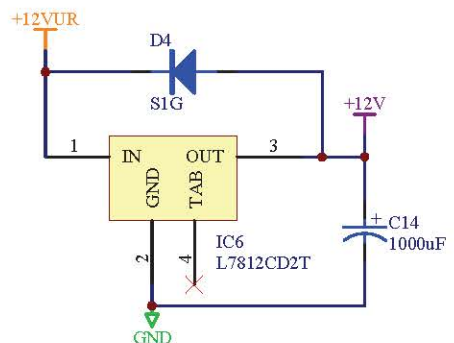 +12VUR
D4
S1G
+12V
1
IN
OUT
3
GND
TAB
2
4
IC6
L7812CD2T
+
C14
1000uF
GND